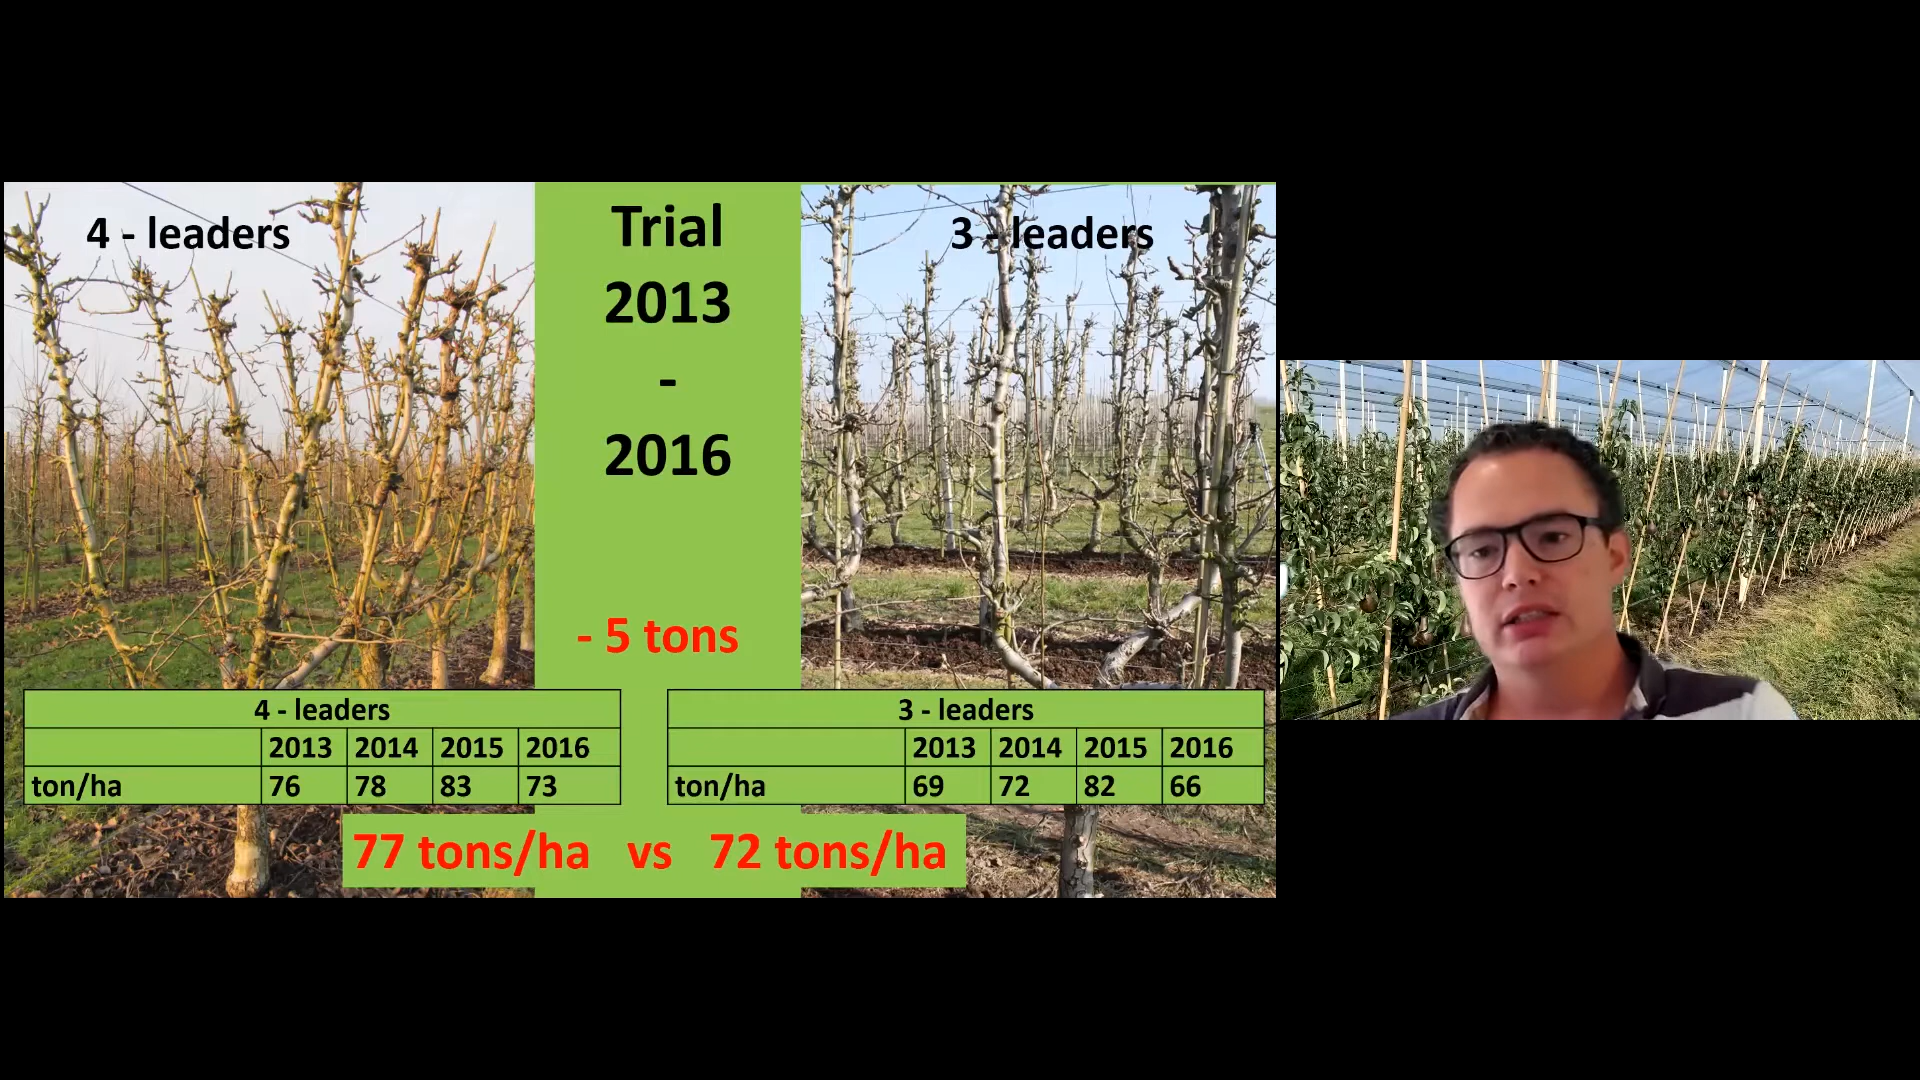 4 - leaders
Trial
2013
-
2016
3 - leaders
- 5 tons
4 - leaders
2013 2014 2015 2016
ton/ha 76 78 83 73
3 - leaders
2013 2014 2015 2016
ton/ha 69 72 82 66
77 tons/ha vs 72 tons/ha